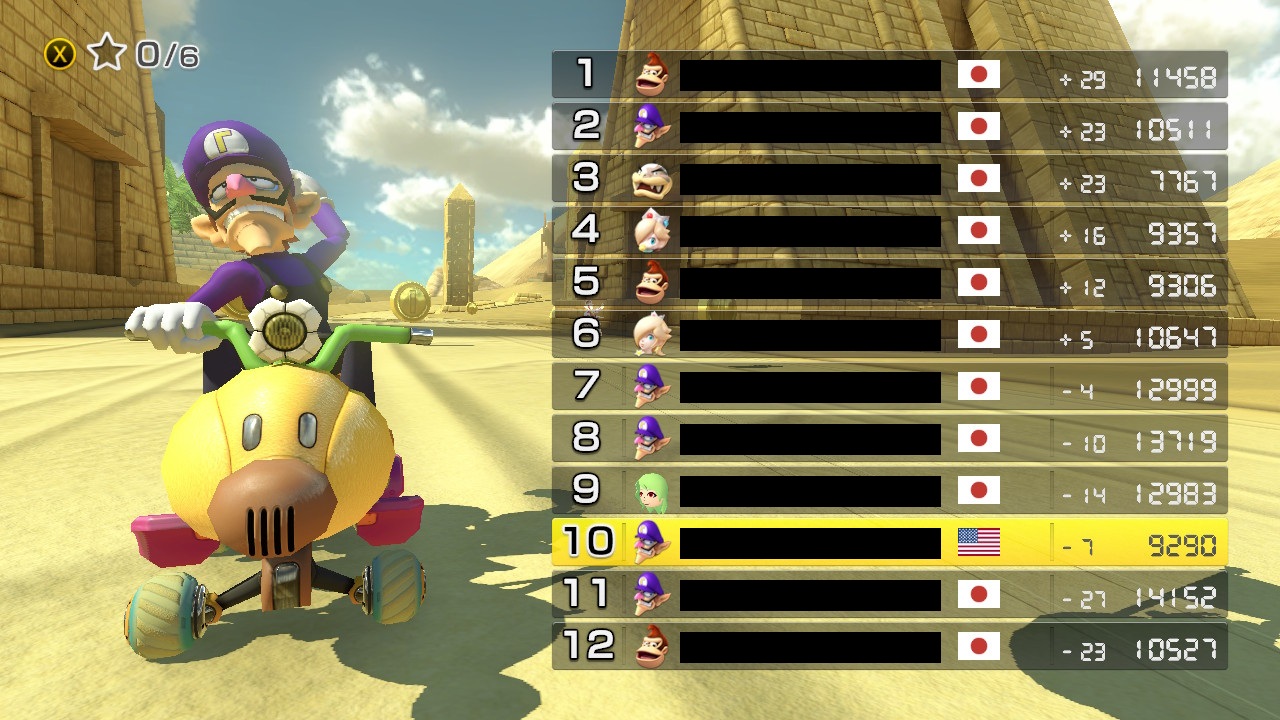 X 0/6
1 + 29 11458
2 + 23 10511
3 + 23 7767
4 + 16 9357
5 + 12 9306
6 + 5 10647
7 - 4 12999
8 - 10 13719
9 - 14 12983
10 - 7 9290
11 - 27 14152
12 - 23 10527